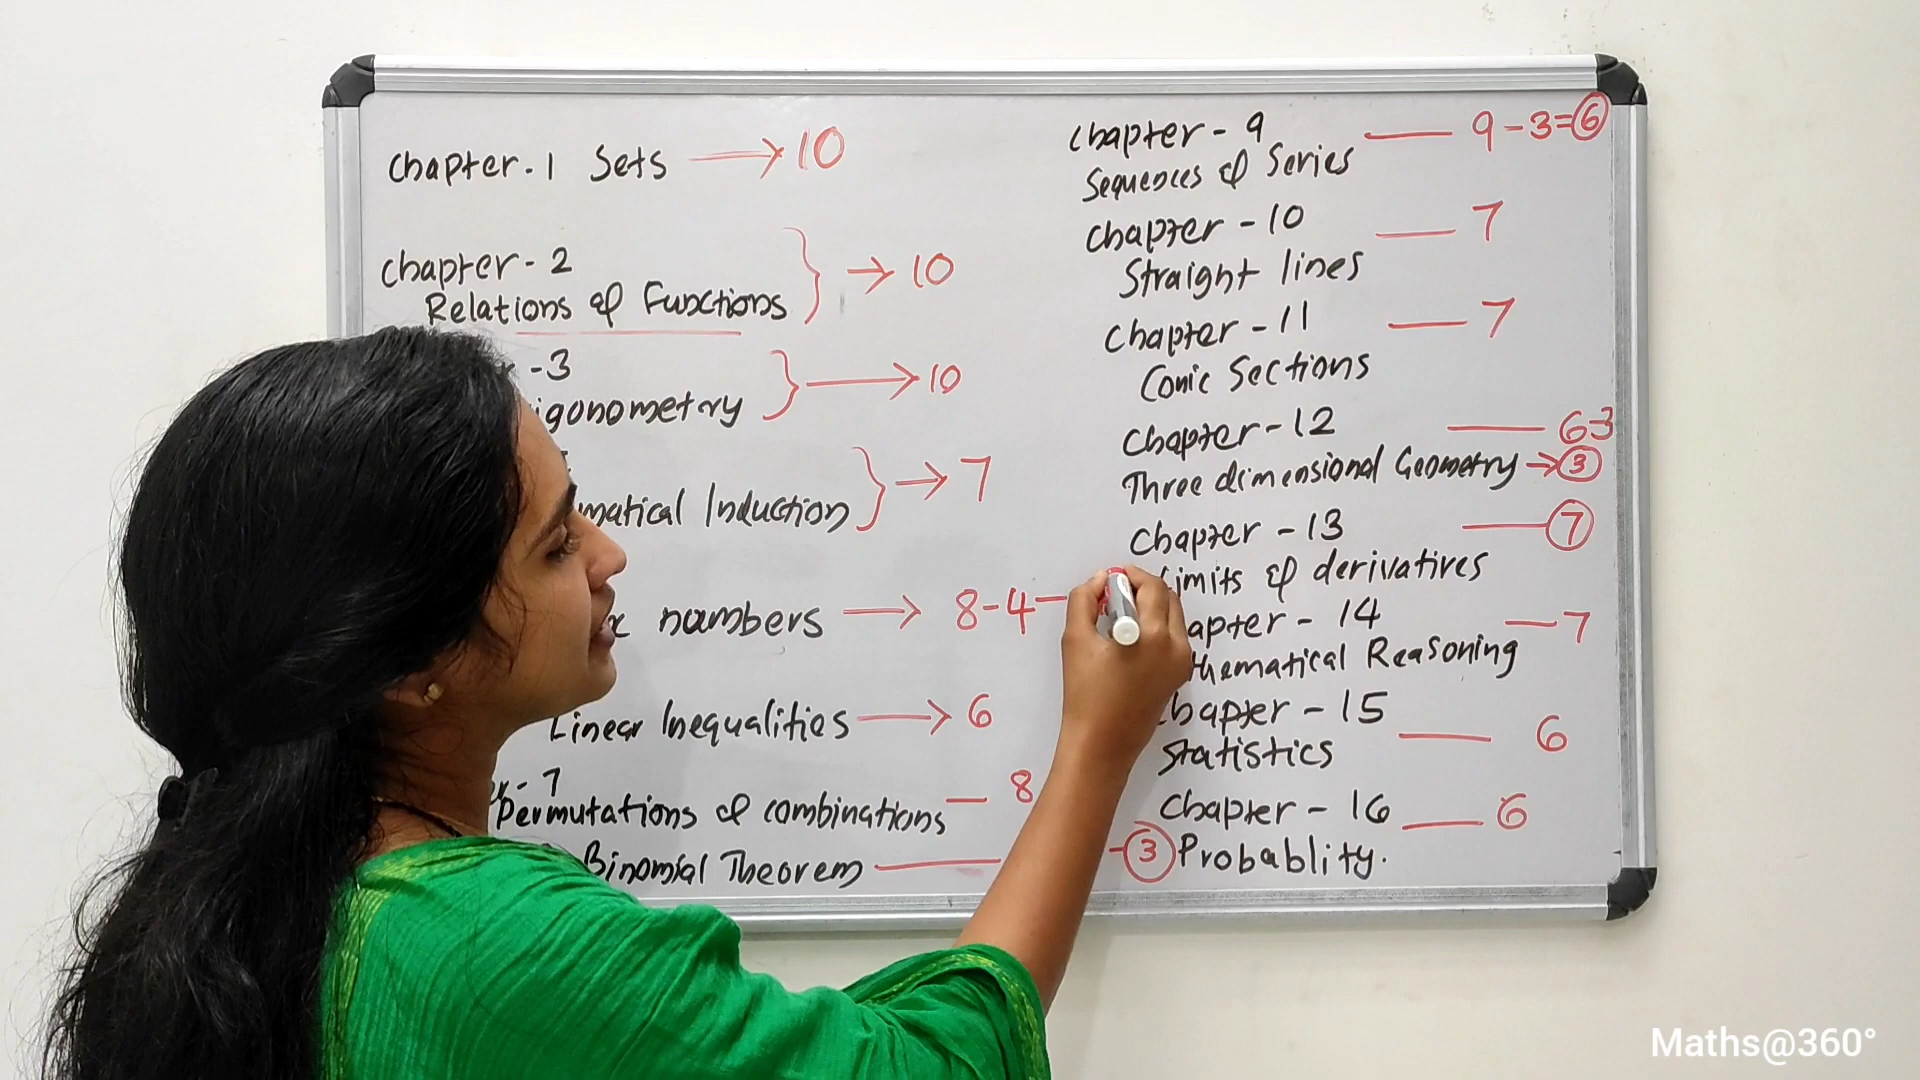 Chapter-1 Sets → 10
Chapter-2 → 10
Relations & Functions
-3 → 10
igonometry
matical Induction → 7
x numbers → 8-4-
Linear Inequalities → 6
-7
Permutations & combinations — 8
Binomial Theorem — - 3
Chapter-9 — 9-3=6
Sequences & Series
Chapter-10 — 7
Straight lines
Chapter-11 — 7
Conic Sections
Chapter-12 — 6-3
Three dimensional Geometry → 3
Chapter-13 — 7
Limits & derivatives
apter-14 — 7
thematical Reasoning
hapter-15 — 6
Statistics
Chapter-16 — 6
Probablity.
Maths@360°